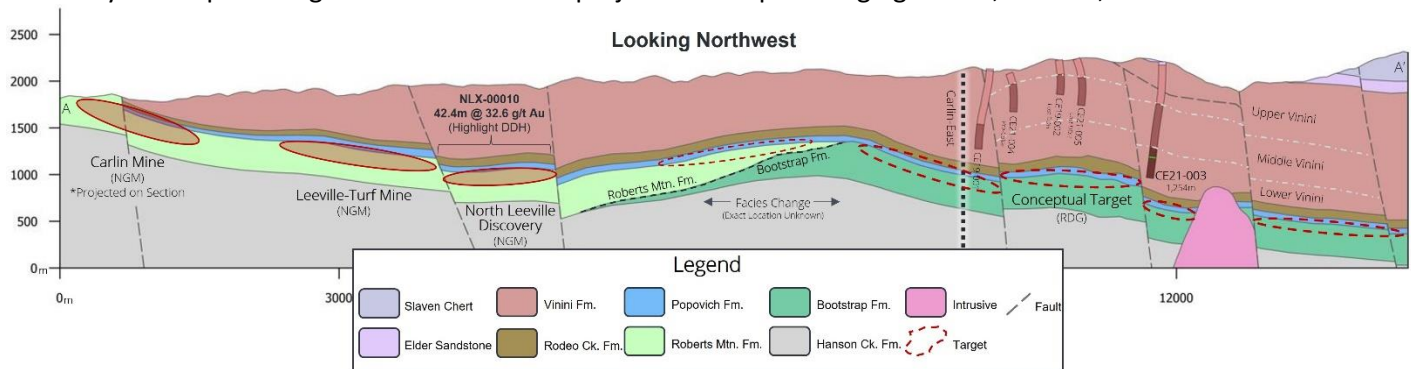 2500
Looking Northwest
2000
1500
1000
500
0m
A
A'
NLX-00010
42.4m @ 32.6 g/t Au
(Highlight DDH)
Carlin-East
Upper Vinini
Middle Vinini
Lower Vinini
CE21-003
1,254m
Carlin Mine
(NGM)
*Projected on Section
Leeville-Turf Mine
(NGM)
North Leeville
Discovery
(NGM)
Roberts Mtn. Fm.
Bootstrap Fm.
Facies Change
(Exact Location Unknown)
Conceptual Target
(RDG)
0m
3000
12000
Legend
Slaven Chert
Vinini Fm.
Popovich Fm.
Bootstrap Fm.
Intrusive
Fault
Elder Sandstone
Rodeo Ck. Fm.
Roberts Mtn. Fm.
Hanson Ck. Fm.
Target